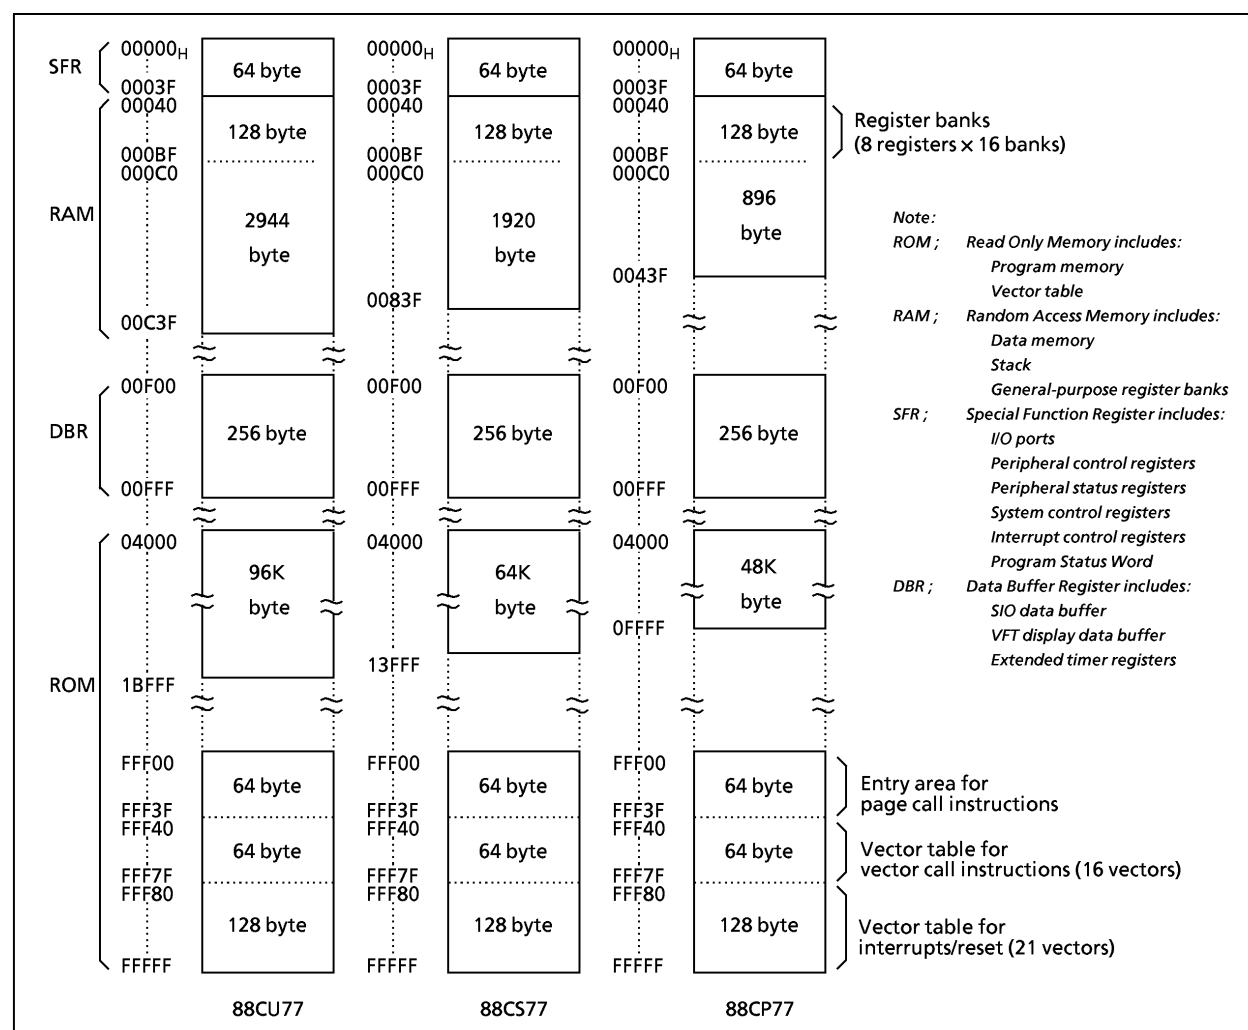 00000H 00000H 00000H
SFR 64 byte 64 byte 64 byte
0003F 0003F 0003F
00040 00040 00040
128 byte 128 byte 128 byte
Register banks
(8 registers × 16 banks)
000BF 000BF 000BF
000C0 000C0 000C0
RAM
2944
byte
1920
byte
896
byte
0043F
0083F
00C3F
Note:
ROM ; Read Only Memory includes:
Program memory
Vector table
RAM ; Random Access Memory includes:
Data memory
Stack
General-purpose register banks
SFR ; Special Function Register includes:
I/O ports
Peripheral control registers
Peripheral status registers
System control registers
Interrupt control registers
Program Status Word
DBR ; Data Buffer Register includes:
SIO data buffer
VFT display data buffer
Extended timer registers
00F00 00F00 00F00
DBR 256 byte 256 byte 256 byte
00FFF 00FFF 00FFF
04000 04000 04000
96K
byte
64K
byte
48K
byte
0FFFF
13FFF
ROM
1BFFF
FFF00 FFF00 FFF00
64 byte 64 byte 64 byte
Entry area for
page call instructions
FFF3F FFF3F FFF3F
FFF40 FFF40 FFF40
64 byte 64 byte 64 byte
Vector table for
vector call instructions (16 vectors)
FFF7F FFF7F FFF7F
FFF80 FFF80 FFF80
128 byte 128 byte 128 byte
Vector table for
interrupts/reset (21 vectors)
FFFFF FFFFF FFFFF
88CU77 88CS77 88CP77